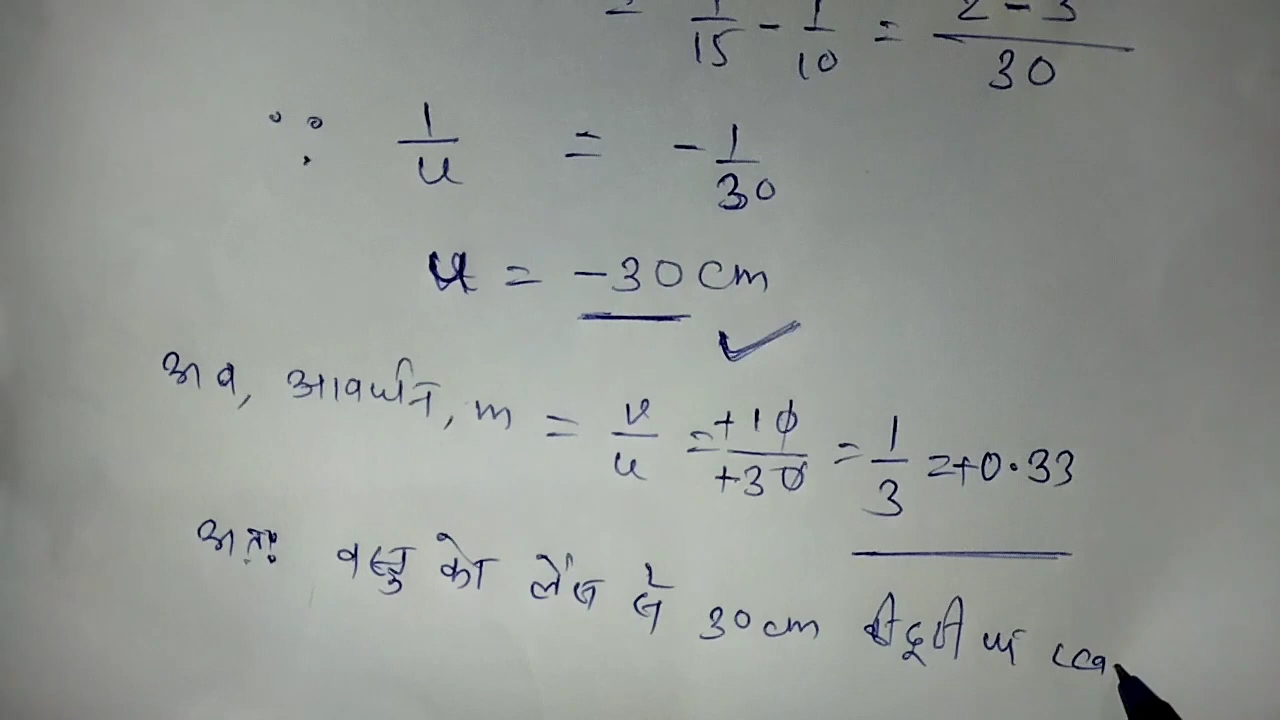 = 1/15 - 1/10 = (2 - 3)/30
∵ 1/u = - 1/30
u = -30 cm
अब, आवर्धन, m = v/u = +10/+30 = 1/3 = +0.33
अतः वस्तु को लेंस से 30 cm की दूरी पर